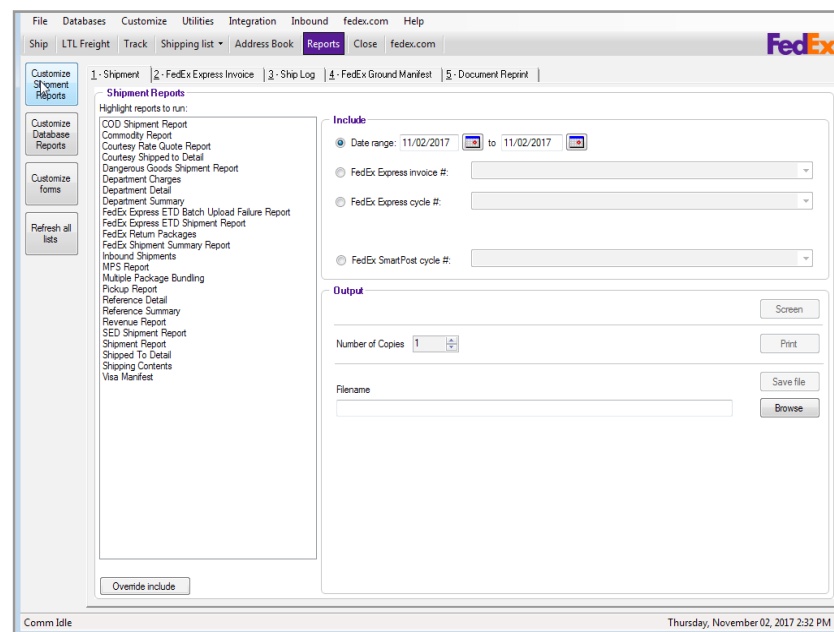 File Databases Customize Utilities Integration Inbound fedex.com Help
Ship LTL Freight Track Shipping list Address Book Reports Close fedex.com
FedEx
Customize Shipment Reports
Customize Database Reports
Customize forms
Refresh all lists
1 - Shipment 2 - FedEx Express Invoice 3 - Ship Log 4 - FedEx Ground Manifest 5 - Document Reprint
Shipment Reports
Highlight reports to run:
COD Shipment Report
Commodity Report
Courtesy Rate Quote Report
Courtesy Shipped to Detail
Dangerous Goods Shipment Report
Department Charges
Department Detail
Department Summary
FedEx Express ETD Batch Upload Failure Report
FedEx Express ETD Shipment Report
FedEx Return Packages
FedEx Shipment Summary Report
Inbound Shipments
MPS Report
Multiple Package Bundling
Pickup Report
Reference Detail
Reference Summary
Revenue Report
SED Shipment Report
Shipment Report
Shipped To Detail
Shipping Contents
Visa Manifest
Override include
Include
Date range: 11/02/2017 to 11/02/2017
FedEx Express invoice #:
FedEx Express cycle #:
FedEx SmartPost cycle #:
Output
Screen
Number of Copies 1 Print
Save file
Filename
Browse
Comm Idle Thursday, November 02, 2017 2:32 PM